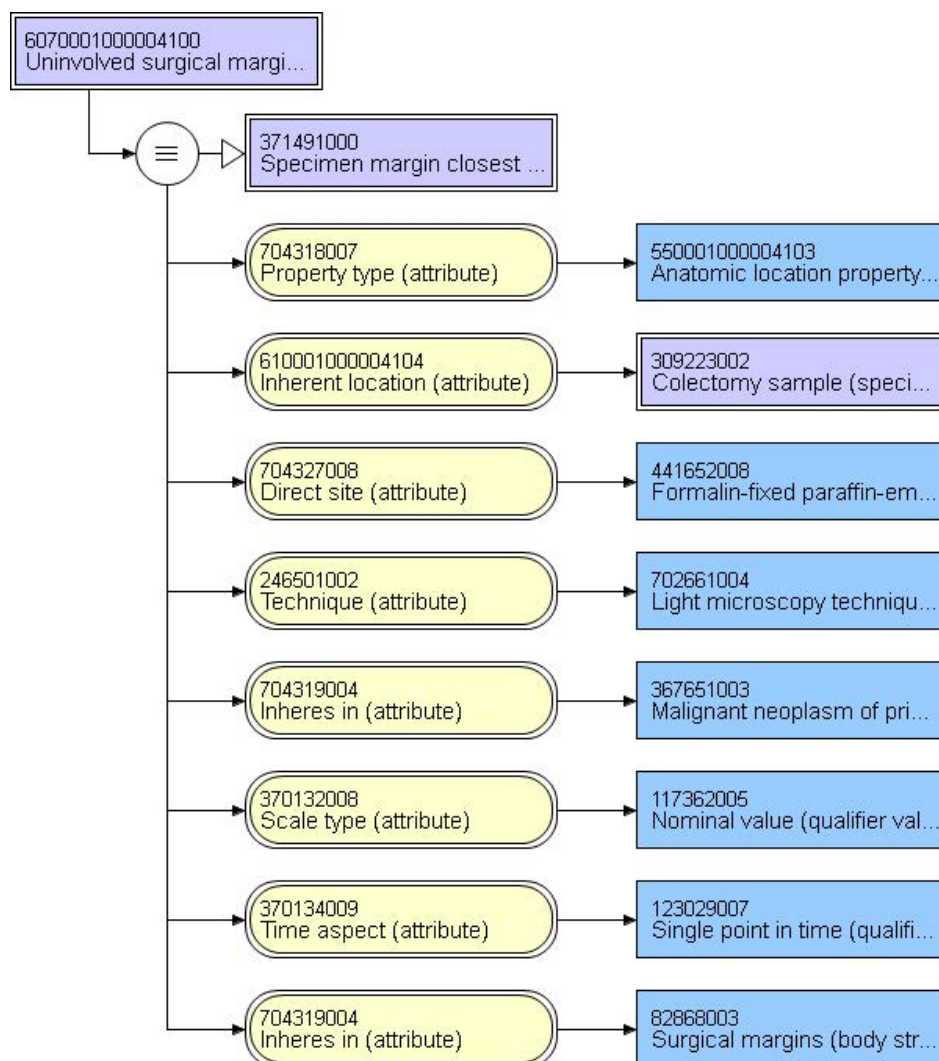 6070001000004100
Uninvolved surgical margi...
371491000
Specimen margin closest ...
704318007
Property type (attribute)
550001000004103
Anatomic location property...
610001000004104
Inherent location (attribute)
309223002
Colectomy sample (speci...
704327008
Direct site (attribute)
441652008
Formalin-fixed paraffin-em...
246501002
Technique (attribute)
702661004
Light microscopy techniqu...
704319004
Inheres in (attribute)
367651003
Malignant neoplasm of pri...
370132008
Scale type (attribute)
117362005
Nominal value (qualifier val...
370134009
Time aspect (attribute)
123029007
Single point in time (qualifi...
704319004
Inheres in (attribute)
82868003
Surgical margins (body str...